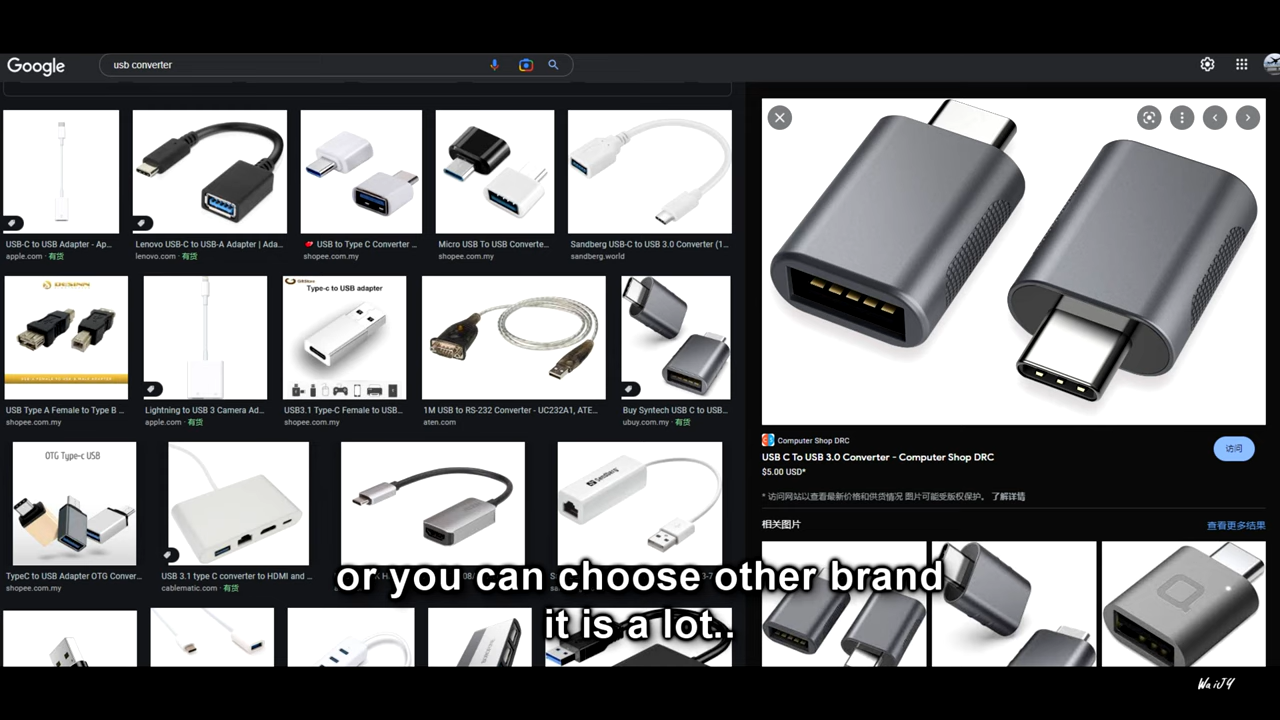 Google
usb converter
USB-C to USB Adapter - Ap...
apple.com · 有货
Lenovo USB-C to USB-A Adapter | Ada...
lenovo.com · 有货
USB to Type C Converter ...
shopee.com.my
Micro USB To USB Converte...
shopee.com.my
Sandberg USB-C to USB 3.0 Converter (1...
sandberg.world
Type-c to USB adapter
USB Type A Female to Type B ...
shopee.com.my
Lightning to USB 3 Camera Ad...
apple.com · 有货
USB3.1 Type-C Female to USB...
shopee.com.my
1M USB to RS-232 Converter - UC232A1, ATE...
aten.com
Buy Syntech USB C to USB...
ubuy.com.my · 有货
Computer Shop DRC
USB C To USB 3.0 Converter - Computer Shop DRC
$5.00 USD*
访问
* 访问网站以查看最新价格和供货情况 图片可能受版权保护。 了解详情
相关图片
查看更多结果
OTG Type-c USB
Sandberg
TypeC to USB Adapter OTG Conver...
shopee.com.my
USB 3.1 type C converter to HDMI and ...
cablematic.com · 有货
or you can choose other brand
it is a lot..
WaiJY